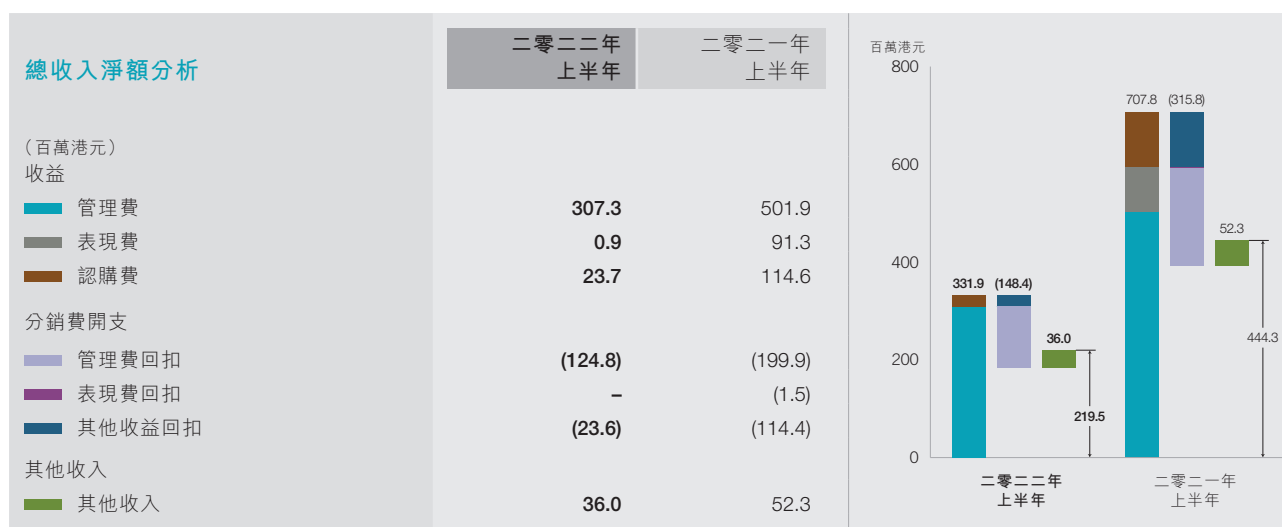 總收入淨額分析
二零二二年
上半年
二零二一年
上半年
（百萬港元）
收益
管理費 307.3 501.9
表現費 0.9 91.3
認購費 23.7 114.6
分銷費開支
管理費回扣 (124.8) (199.9)
表現費回扣 – (1.5)
其他收益回扣 (23.6) (114.4)
其他收入
其他收入 36.0 52.3
百萬港元
800
600
400
200
0
331.9 (148.4)
36.0
219.5
707.8 (315.8)
52.3
444.3
二零二二年
上半年
二零二一年
上半年